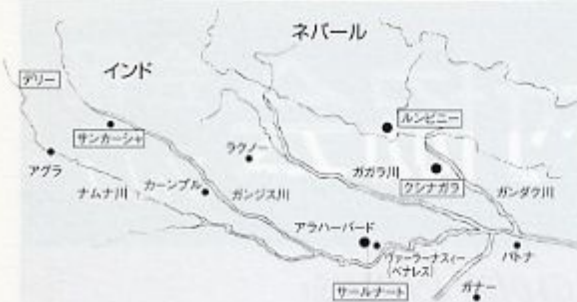 ネパール
インド
デリー
ルンビニー
サンカーシャ
ラクノー
アグラ
ガガラ川
クシナガラ
カーンプル
ナムナ川
ガンジス川
ガンダク川
アラハーバード
ヴァーラーナスィー
(ベナレス)
パトナ
サールナート
ガナー